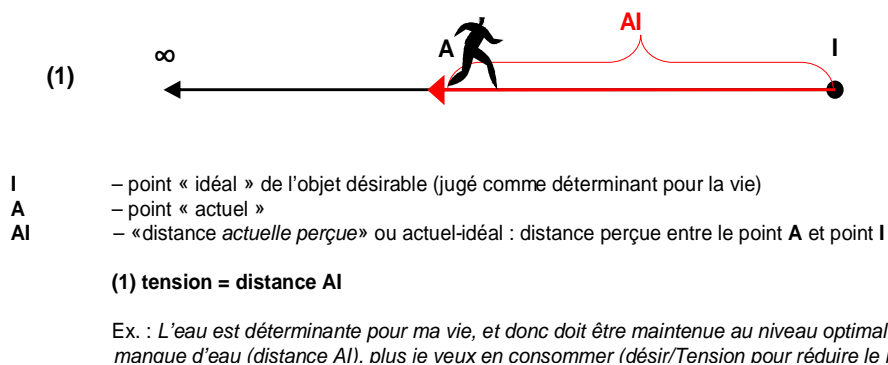 AI
A
I
∞
(1)
I – point « idéal » de l'objet désirable (jugé comme déterminant pour la vie)
A – point « actuel »
AI – «distance actuelle perçue» ou actuel-idéal : distance perçue entre le point A et point I
(1) tension = distance AI
Ex. : L'eau est déterminante pour ma vie, et donc doit être maintenue au niveau optimal
manque d'eau (distance AI), plus je veux en consommer (désir/Tension pour réduire le